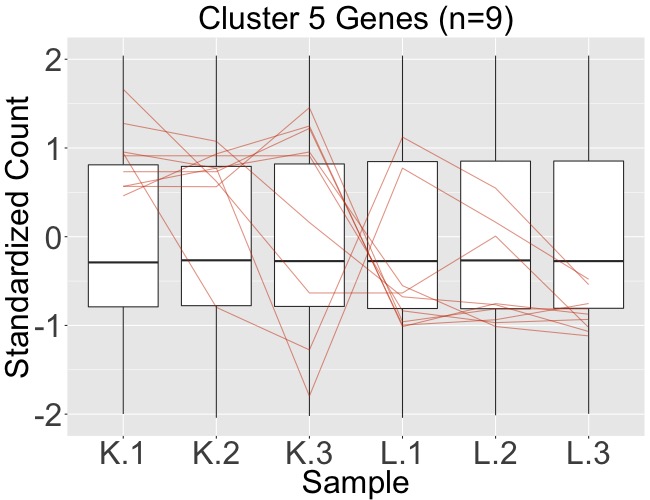 Cluster 5 Genes (n=9)
Standardized Count
2
1
0
-1
-2
K.1 K.2 K.3 L.1 L.2 L.3
Sample